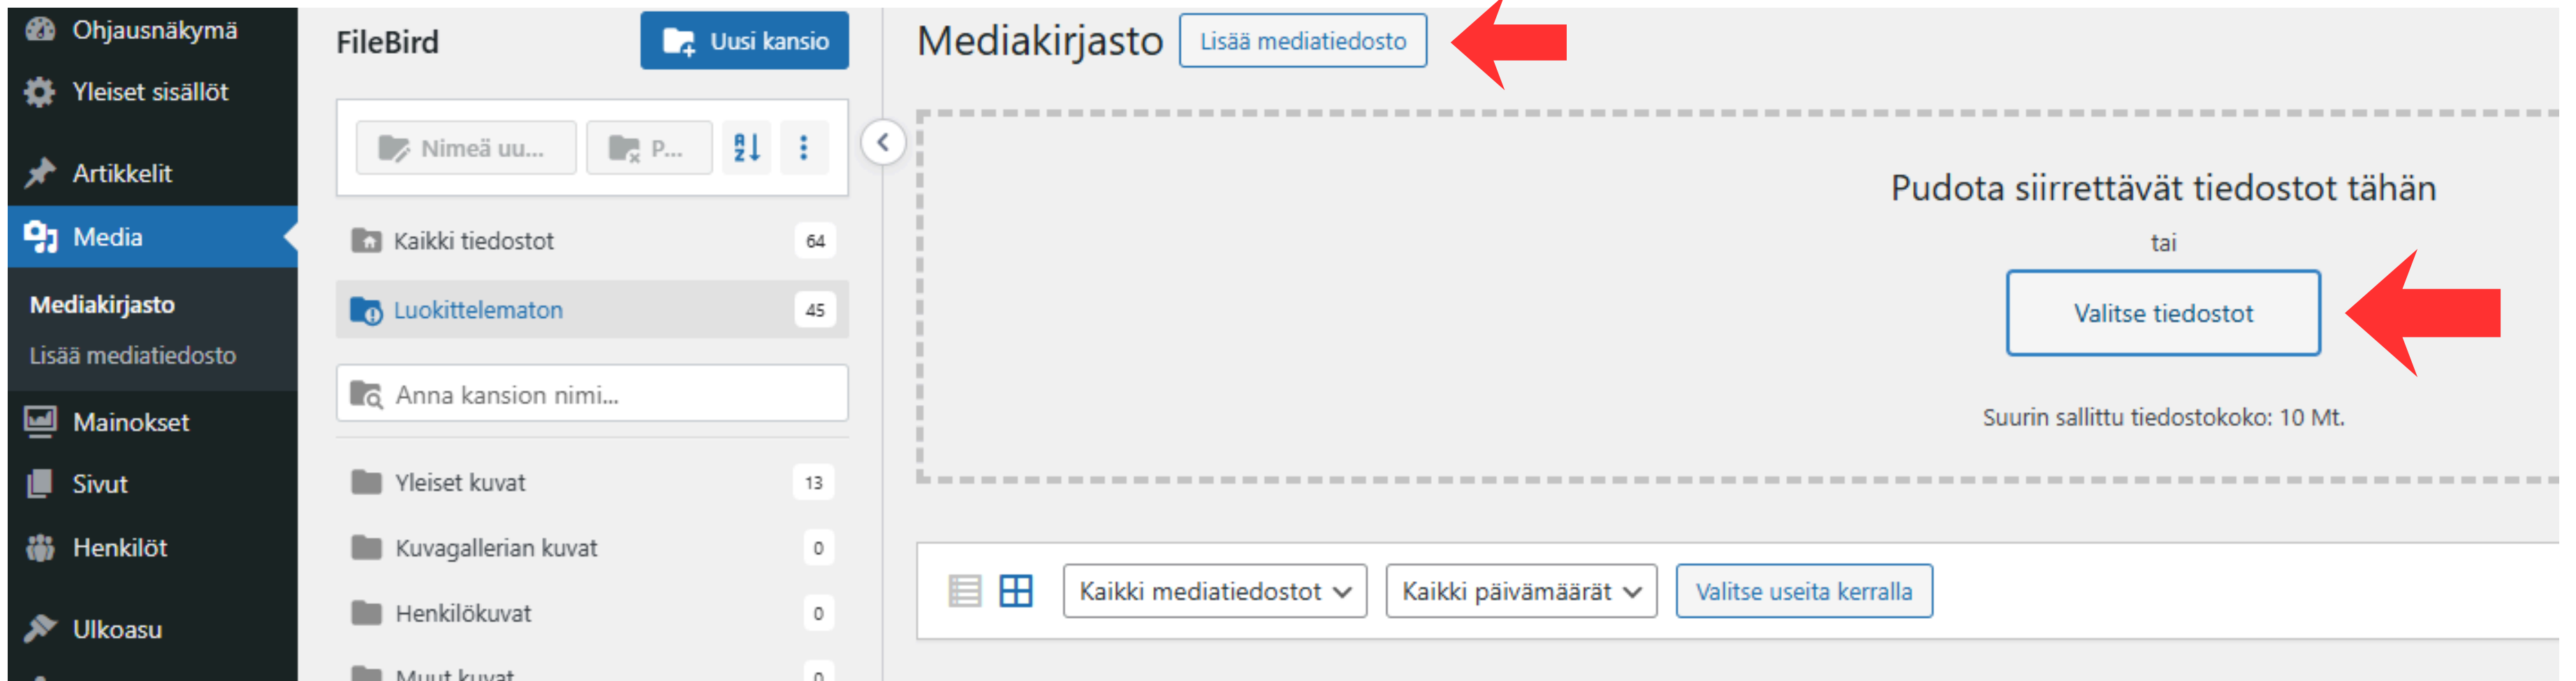 Ohjausnäkymä
Yleiset sisällöt
Artikkelit
Media
Mediakirjasto
Lisää mediatiedosto
Mainokset
Sivut
Henkilöt
Ulkoasu
FileBird
Uusi kansio
Nimeä uu...
P...
Kaikki tiedostot 64
Luokittelematon 45
Anna kansion nimi...
Yleiset kuvat 13
Kuvagallerian kuvat 0
Henkilökuvat 0
Muut kuvat 0
Mediakirjasto Lisää mediatiedosto
Pudota siirrettävät tiedostot tähän
tai
Valitse tiedostot
Suurin sallittu tiedostokoko: 10 Mt.
Kaikki mediatiedostot Kaikki päivämäärät Valitse useita kerralla